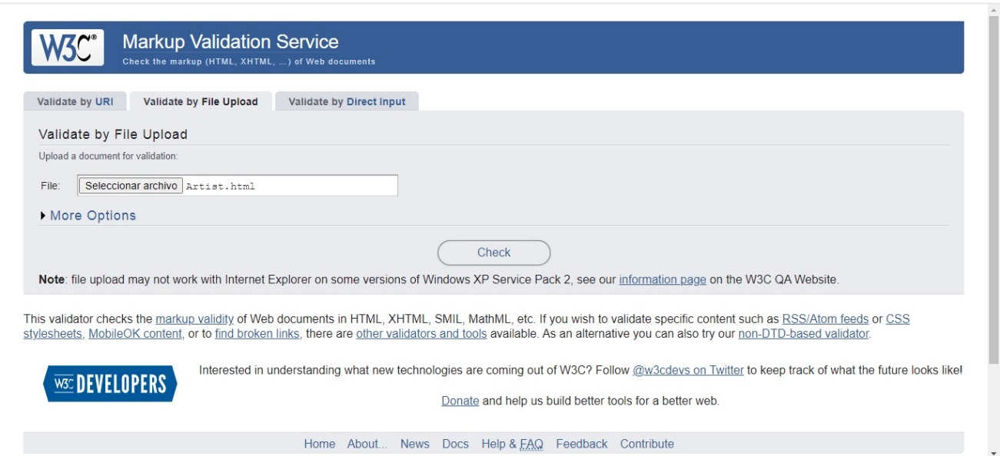 W3C®
Markup Validation Service
Check the markup (HTML, XHTML, ...) of Web documents
Validate by URI
Validate by File Upload
Validate by Direct Input
Validate by File Upload
Upload a document for validation:
File: Seleccionar archivo Artist.html
More Options
Check
Note: file upload may not work with Internet Explorer on some versions of Windows XP Service Pack 2, see our information page on the W3C QA Website.
This validator checks the markup validity of Web documents in HTML, XHTML, SMIL, MathML, etc. If you wish to validate specific content such as RSS/Atom feeds or CSS
stylesheets, MobileOK content, or to find broken links, there are other validators and tools available. As an alternative you can also try our non-DTD-based validator.
W3C DEVELOPERS
Interested in understanding what new technologies are coming out of W3C? Follow @w3cdevs on Twitter to keep track of what the future looks like!
Donate and help us build better tools for a better web.
Home About... News Docs Help & FAQ Feedback Contribute